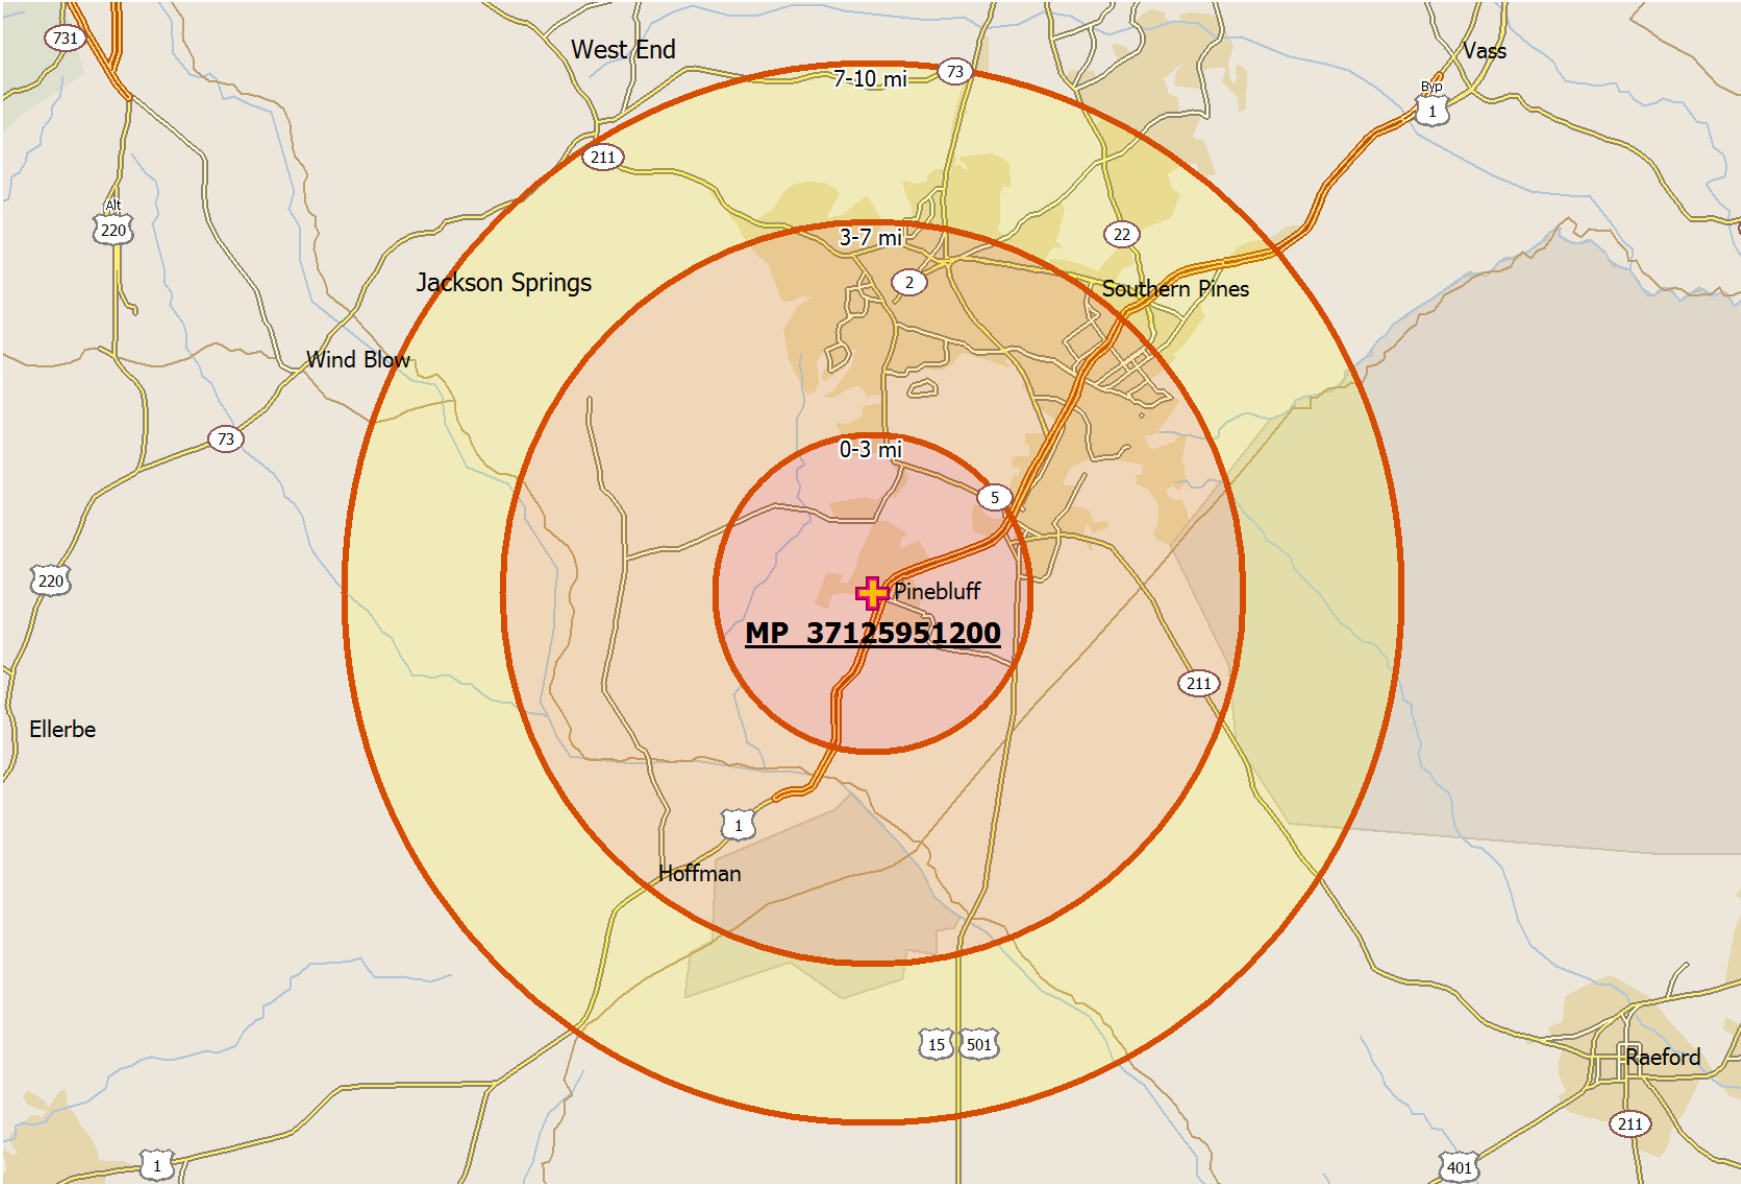 731
West End
Vass
7-10 mi
73
Byp
1
211
Alt
220
3-7 mi
22
2
Jackson Springs
Southern Pines
Wind Blow
73
0-3 mi
5
220
Pinebluff
MP 37125951200
211
Ellerbe
1
Hoffman
15
501
Raeford
211
1
401